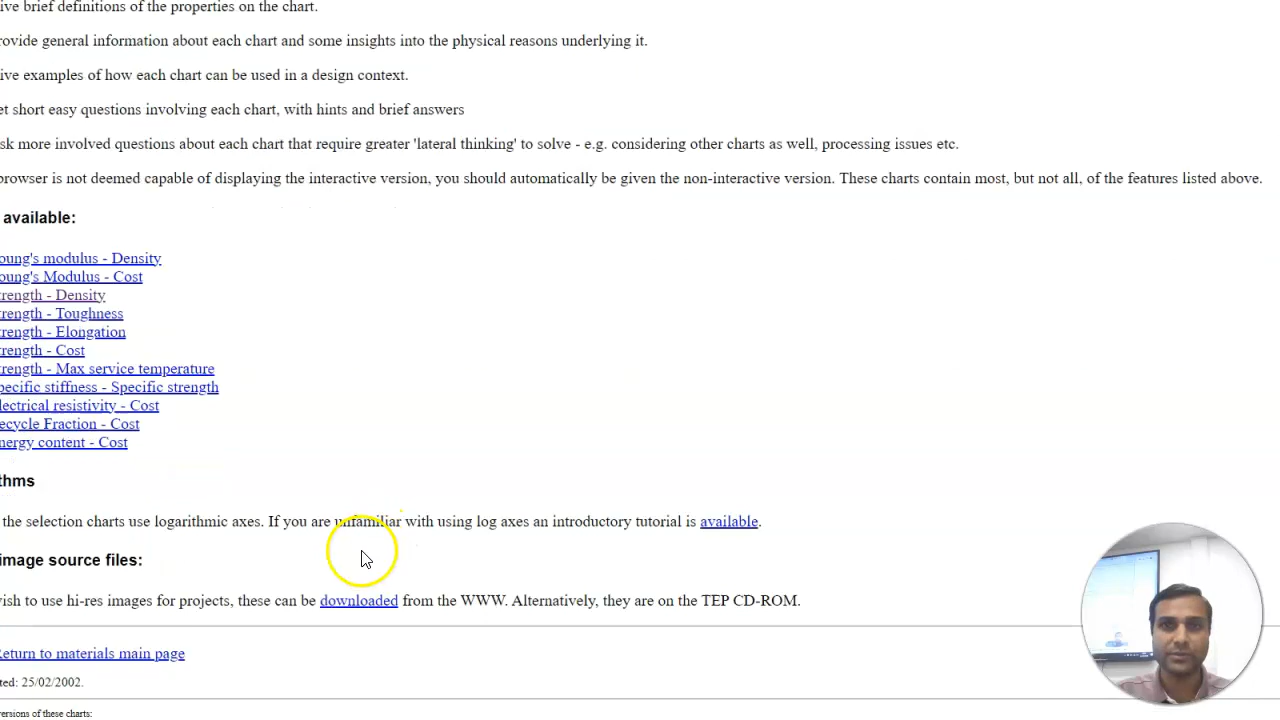 ive brief definitions of the properties on the chart.
rovide general information about each chart and some insights into the physical reasons underlying it.
ive examples of how each chart can be used in a design context.
et short easy questions involving each chart, with hints and brief answers
sk more involved questions about each chart that require greater 'lateral thinking' to solve - e.g. considering other charts as well, processing issues etc.
browser is not deemed capable of displaying the interactive version, you should automatically be given the non-interactive version. These charts contain most, but not all, of the features listed above.
available:
oung's modulus - Density
oung's Modulus - Cost
trength - Density
trength - Toughness
trength - Elongation
trength - Cost
trength - Max service temperature
pecific stiffness - Specific strength
lectrical resistivity - Cost
ecycle Fraction - Cost
nergy content - Cost
thms
the selection charts use logarithmic axes. If you are unfamiliar with using log axes an introductory tutorial is available.
image source files:
vish to use hi-res images for projects, these can be downloaded from the WWW. Alternatively, they are on the TEP CD-ROM.
Return to materials main page
ted: 25/02/2002.
versions of these charts: